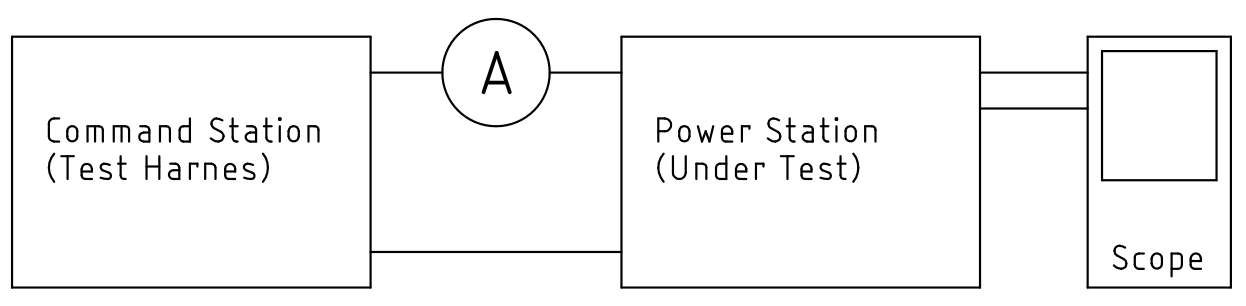 Command Station
(Test Harnes)
A
Power Station
(Under Test)
Scope